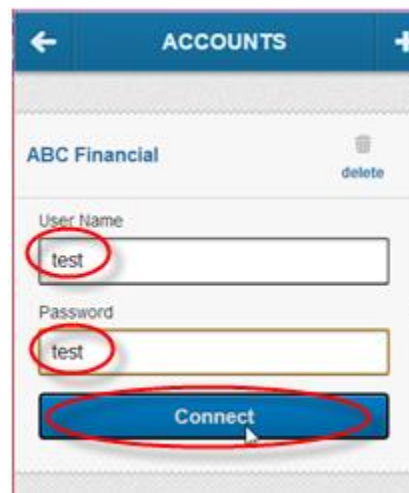 ACCOUNTS
ABC Financial
delete
User Name
test
Password
test
Connect